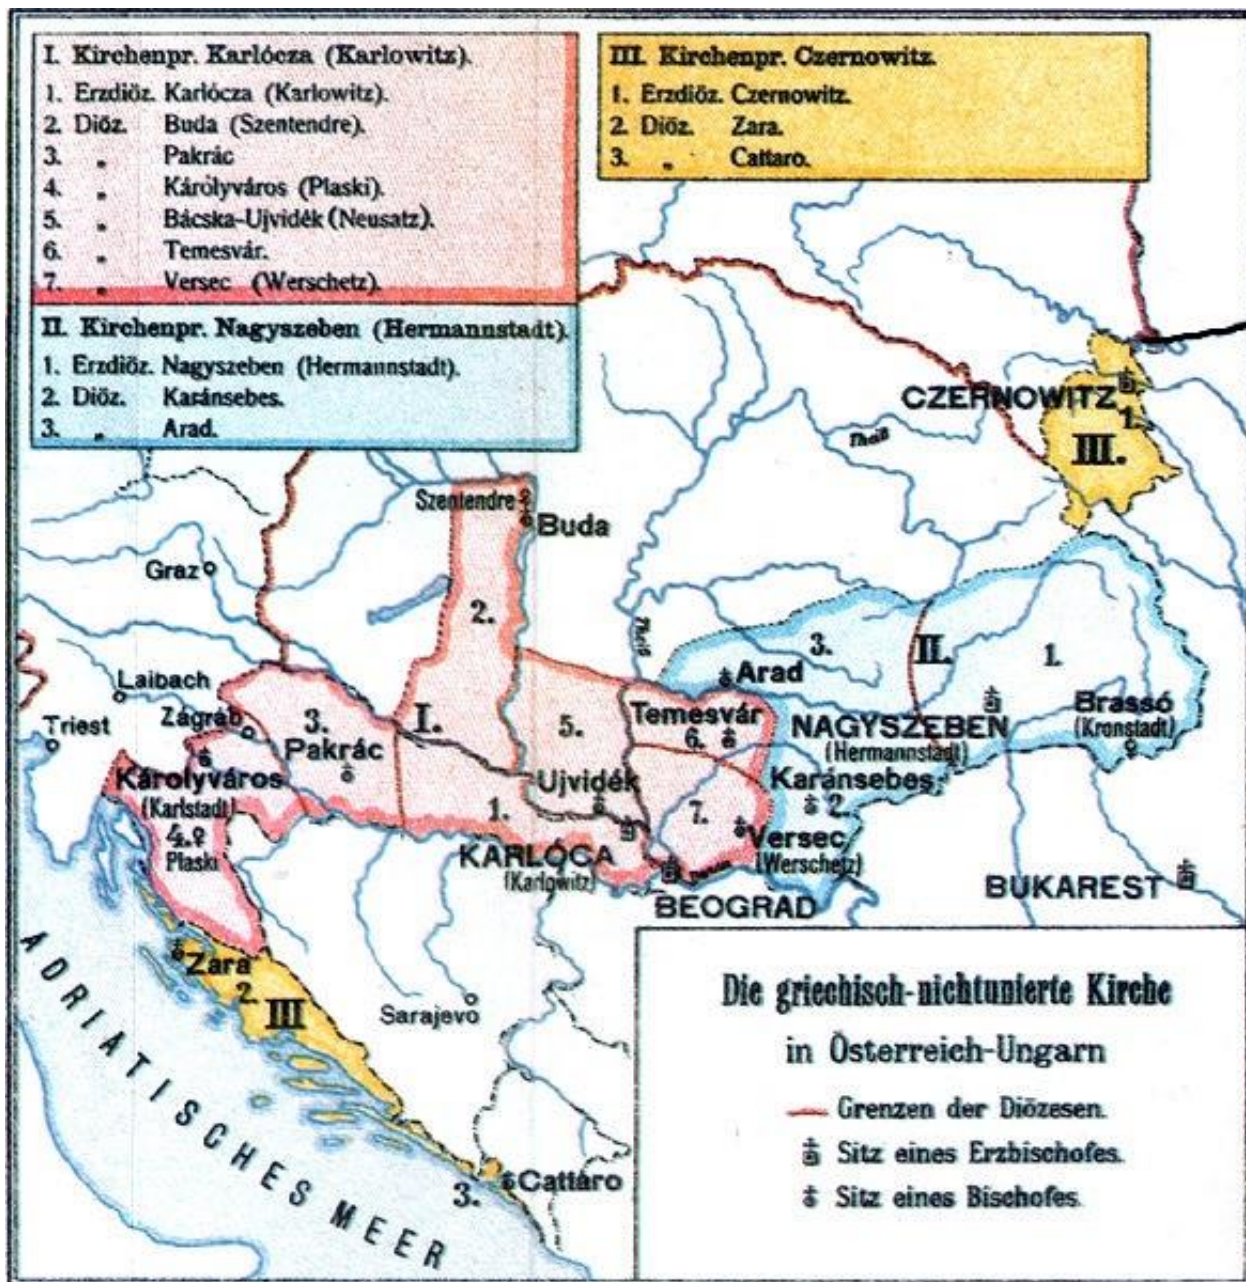 I. Kirchenpr. Karlócza (Karlowitz).
1. Erzdiöz. Karlócza (Karlowitz).
2. Diöz. Buda (Szentendre).
3. „ Pakrác
4. „ Károlyváros (Plaski).
5. „ Bácska-Ujvidék (Neusatz).
6. „ Temesvár.
7. „ Versec (Werschetz).
II. Kirchenpr. Nagyszeben (Hermannstadt).
1. Erzdiöz. Nagyszeben (Hermannstadt).
2. Diöz. Karánsebes.
3. „ Arad.
III. Kirchenpr. Czernowitz.
1. Erzdiöz. Czernowitz.
2. Diöz. Zara.
3. „ Cattaro.
CZERNOWITZ
1.
III.
Theiß
Szentendre
Buda
Graz
2.
Theiß
3.
II.
1.
Arad
Laibach
Triest
Zágráb
3.
Pakrác
I.
5.
Temesvár
6.
NAGYSZEBEN
(Hermannstadt)
Brassó
(Kronstadt)
Károlyváros
(Karlstadt)
4.
Plaski
Ujvidék
1.
7.
Karánsebes
2.
KARLÓCA
(Karlowitz)
Versec
(Werschetz)
Donau
BEOGRAD
BUKAREST
Zara
2.
III
Sarajevo
Cattaro
3.
ADRIATISCHES MEER
Die griechisch-nichtunierte Kirche
in Österreich-Ungarn
Grenzen der Diözesen.
Sitz eines Erzbischofes.
Sitz eines Bischofes.